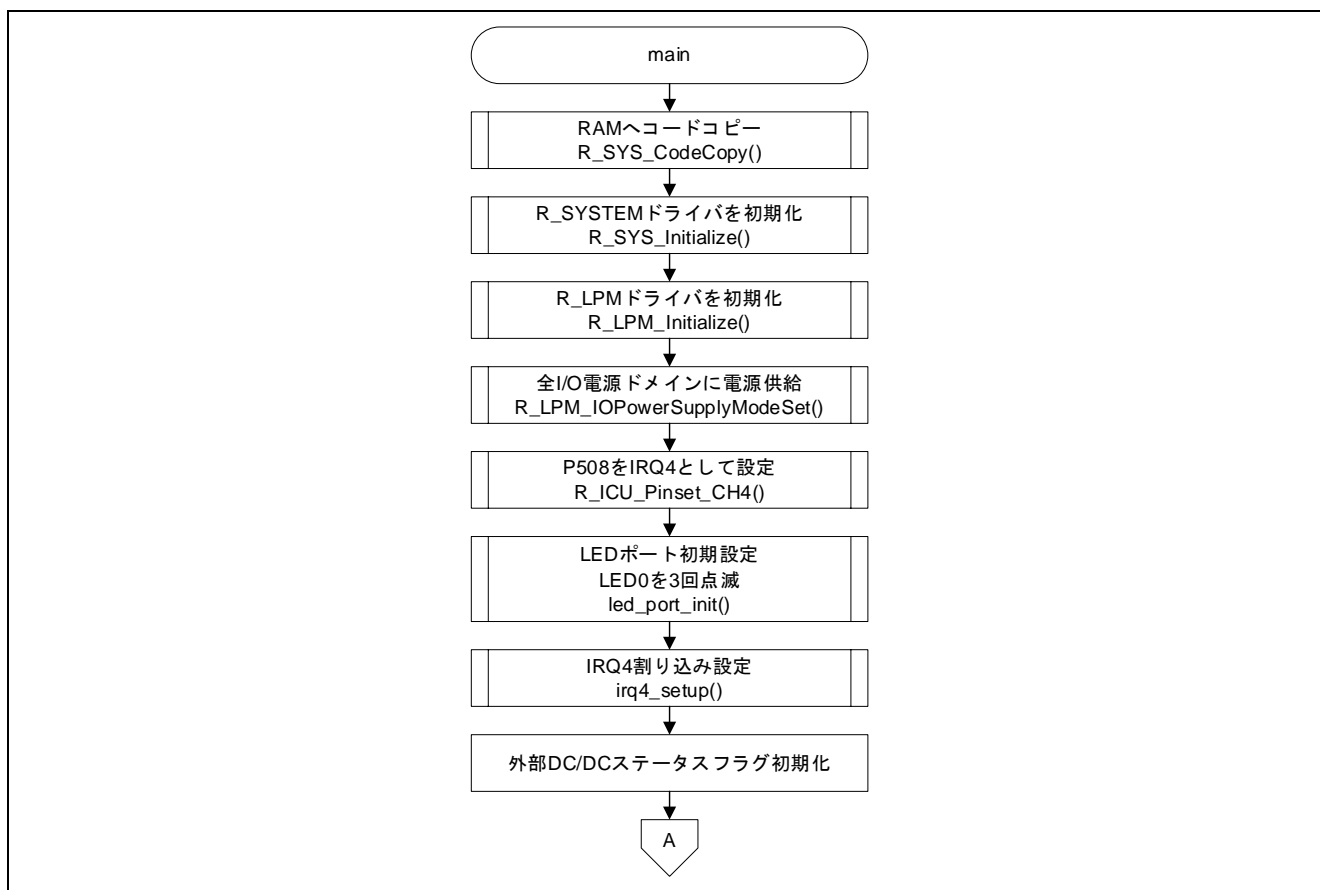 main
RAMへコードコピー
R_SYS_CodeCopy()
R_SYSTEMドライバを初期化
R_SYS_Initialize()
R_LPMドライバを初期化
R_LPM_Initialize()
全I/O電源ドメインに電源供給
R_LPM_IOPowerSupplyModeSet()
P508をIRQ4として設定
R_ICU_Pinset_CH4()
LEDポート初期設定
LED0を3回点滅
led_port_init()
IRQ4割り込み設定
irq4_setup()
外部DC/DCステータスフラグ初期化
A